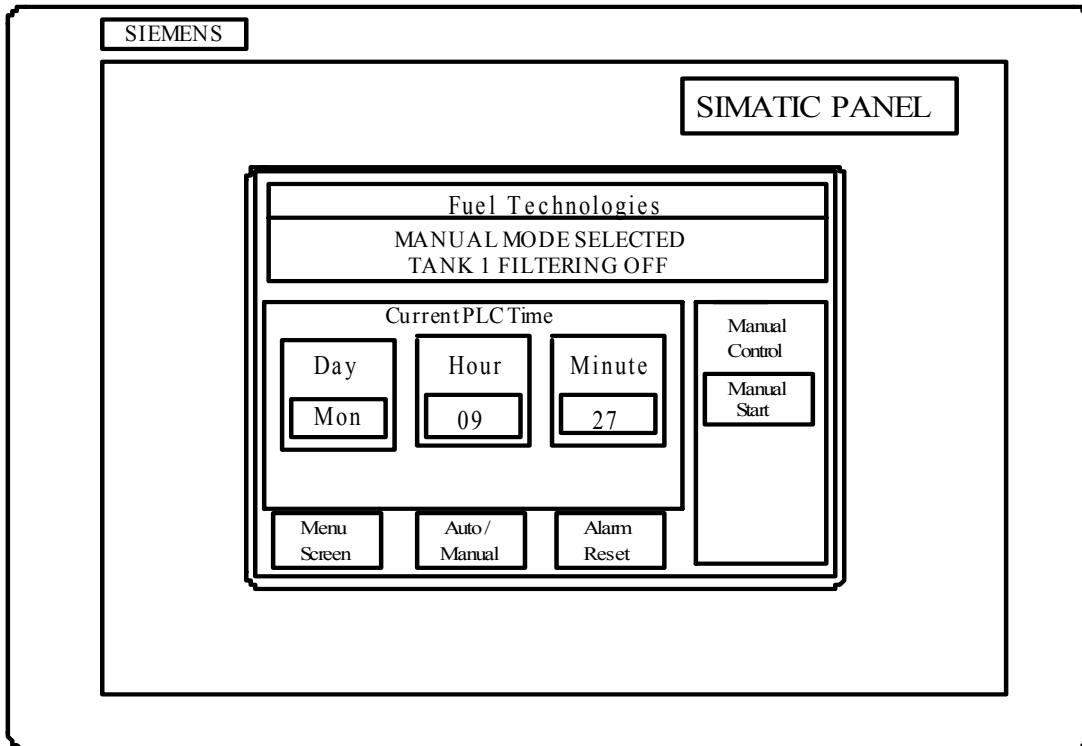 SIEMENS
SIMATIC PANEL
Fuel Technologies
MANUAL MODE SELECTED
TANK 1 FILTERING OFF
Current PLC Time
Day
Mon
Hour
09
Minute
27
Manual
Control
Manual
Start
Menu
Screen
Auto /
Manual
Alarm
Reset